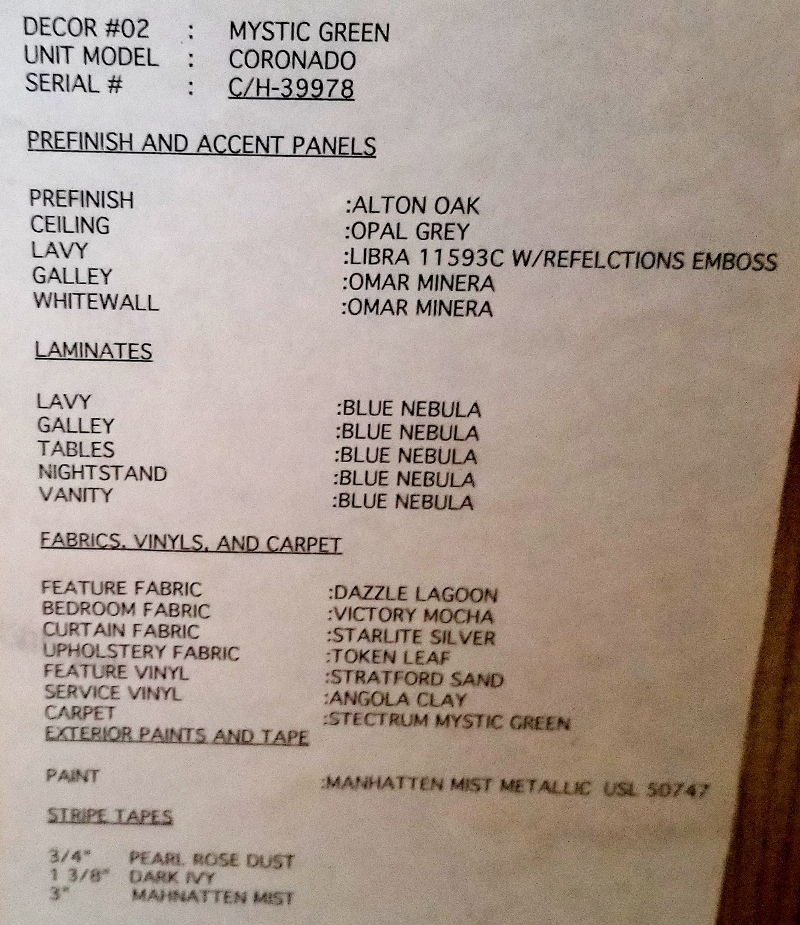 DECOR #02 : MYSTIC GREEN
UNIT MODEL : CORONADO
SERIAL # : C/H-39978
PREFINISH AND ACCENT PANELS
PREFINISH :ALTON OAK
CEILING :OPAL GREY
LAVY :LIBRA 11593C W/REFELCTIONS EMBOSS
GALLEY :OMAR MINERA
WHITEWALL :OMAR MINERA
LAMINATES
LAVY :BLUE NEBULA
GALLEY :BLUE NEBULA
TABLES :BLUE NEBULA
NIGHTSTAND :BLUE NEBULA
VANITY :BLUE NEBULA
FABRICS, VINYLS, AND CARPET
FEATURE FABRIC :DAZZLE LAGOON
BEDROOM FABRIC :VICTORY MOCHA
CURTAIN FABRIC :STARLITE SILVER
UPHOLSTERY FABRIC :TOKEN LEAF
FEATURE VINYL :STRATFORD SAND
SERVICE VINYL :ANGOLA CLAY
CARPET :STECTRUM MYSTIC GREEN
EXTERIOR PAINTS AND TAPE
PAINT :MANHATTEN MIST METALLIC USL 50747
STRIPE TAPES
3/4" PEARL ROSE DUST
1 3/8" DARK IVY
3" MAHNATTEN MIST